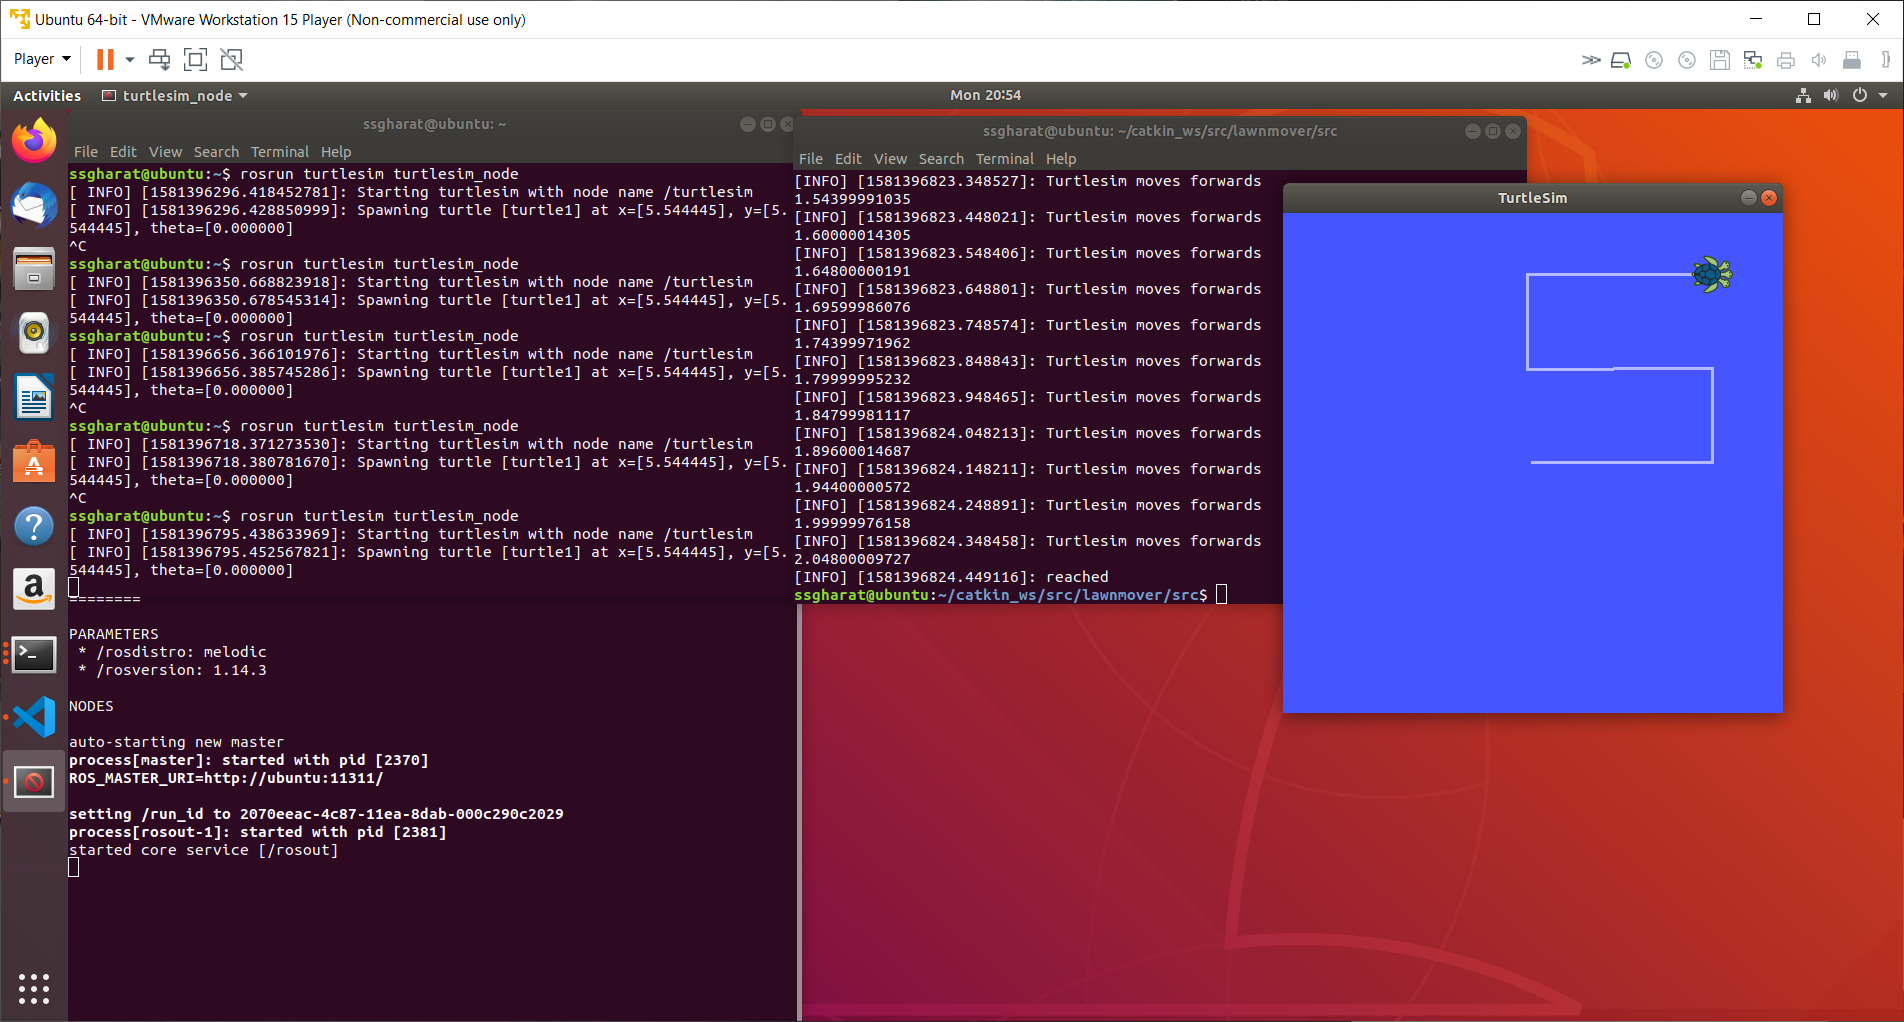 Ubuntu 64-bit - VMware Workstation 15 Player (Non-commercial use only)
Player
Activities
turtlesim_node
Mon 20:54
ssgharat@ubuntu: ~
File Edit View Search Terminal Help
ssgharat@ubuntu:~$ rosrun turtlesim turtlesim_node
[ INFO] [1581396296.418452781]: Starting turtlesim with node name /turtlesim
[ INFO] [1581396296.428850999]: Spawning turtle [turtle1] at x=[5.544445], y=[5.
544445], theta=[0.000000]
^C
ssgharat@ubuntu:~$ rosrun turtlesim turtlesim_node
[ INFO] [1581396350.668823918]: Starting turtlesim with node name /turtlesim
[ INFO] [1581396350.678545314]: Spawning turtle [turtle1] at x=[5.544445], y=[5.
544445], theta=[0.000000]
ssgharat@ubuntu:~$ rosrun turtlesim turtlesim_node
[ INFO] [1581396656.366101976]: Starting turtlesim with node name /turtlesim
[ INFO] [1581396656.385745286]: Spawning turtle [turtle1] at x=[5.544445], y=[5.
544445], theta=[0.000000]
^C
ssgharat@ubuntu:~$ rosrun turtlesim turtlesim_node
[ INFO] [1581396718.371273530]: Starting turtlesim with node name /turtlesim
[ INFO] [1581396718.380781670]: Spawning turtle [turtle1] at x=[5.544445], y=[5.
544445], theta=[0.000000]
^C
ssgharat@ubuntu:~$ rosrun turtlesim turtlesim_node
[ INFO] [1581396795.438633969]: Starting turtlesim with node name /turtlesim
[ INFO] [1581396795.452567821]: Spawning turtle [turtle1] at x=[5.544445], y=[5.
544445], theta=[0.000000]
========
PARAMETERS
* /rosdistro: melodic
* /rosversion: 1.14.3
NODES
auto-starting new master
process[master]: started with pid [2370]
ROS_MASTER_URI=http://ubuntu:11311/
setting /run_id to 2070eeac-4c87-11ea-8dab-000c290c2029
process[rosout-1]: started with pid [2381]
started core service [/rosout]
ssgharat@ubuntu: ~/catkin_ws/src/lawnmover/src
File Edit View Search Terminal Help
[INFO] [1581396823.348527]: Turtlesim moves forwards
1.54399991035
[INFO] [1581396823.448021]: Turtlesim moves forwards
1.60000014305
[INFO] [1581396823.548406]: Turtlesim moves forwards
1.64800000191
[INFO] [1581396823.648801]: Turtlesim moves forwards
1.69599986076
[INFO] [1581396823.748574]: Turtlesim moves forwards
1.74399971962
[INFO] [1581396823.848843]: Turtlesim moves forwards
1.79999995232
[INFO] [1581396823.948465]: Turtlesim moves forwards
1.84799981117
[INFO] [1581396824.048213]: Turtlesim moves forwards
1.89600014687
[INFO] [1581396824.148211]: Turtlesim moves forwards
1.94400000572
[INFO] [1581396824.248891]: Turtlesim moves forwards
1.99999976158
[INFO] [1581396824.348458]: Turtlesim moves forwards
2.04800009727
[INFO] [1581396824.449116]: reached
ssgharat@ubuntu:~/catkin_ws/src/lawnmover/src$
TurtleSim